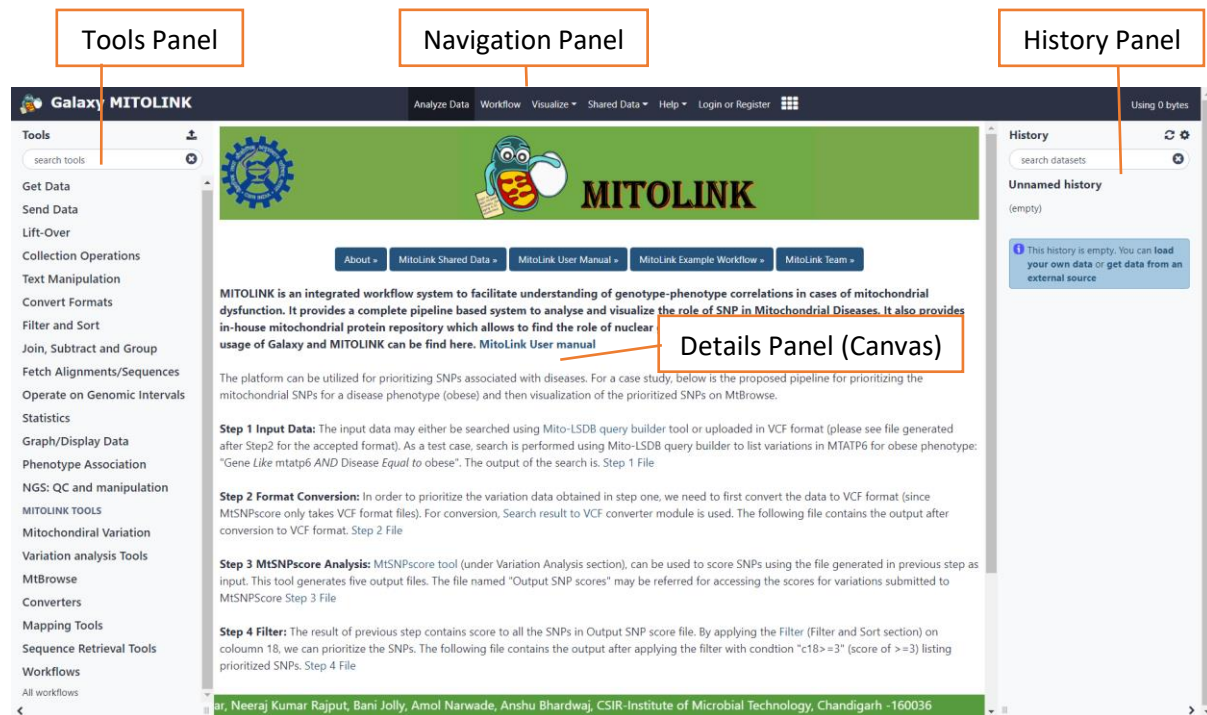 Tools Panel
Navigation Panel
History Panel
Galaxy MITOLINK
Analyze Data Workflow Visualize Shared Data Help Login or Register
Using 0 bytes
Tools
search tools
Get Data
Send Data
Lift-Over
Collection Operations
Text Manipulation
Convert Formats
Filter and Sort
Join, Subtract and Group
Fetch Alignments/Sequences
Operate on Genomic Intervals
Statistics
Graph/Display Data
Phenotype Association
NGS: QC and manipulation
MITOLINK TOOLS
Mitochondiral Variation
Variation analysis Tools
MtBrowse
Converters
Mapping Tools
Sequence Retrieval Tools
Workflows
All workflows
MITOLINK
About » MitoLink Shared Data » MitoLink User Manual » MitoLink Example Workflow » MitoLink Team »
MITOLINK is an integrated workflow system to facilitate understanding of genotype-phenotype correlations in cases of mitochondrial
dysfunction. It provides a complete pipeline based system to analyse and visualize the role of SNP in Mitochondrial Diseases. It also provides
in-house mitochondrial protein repository which allows to find the role of nuclear
usage of Galaxy and MITOLINK can be find here. MitoLink User manual
Details Panel (Canvas)
The platform can be utilized for prioritizing SNPs associated with diseases. For a case study, below is the proposed pipeline for prioritizing the
mitochondrial SNPs for a disease phenotype (obese) and then visualization of the prioritized SNPs on MtBrowse.
Step 1 Input Data: The input data may either be searched using Mito-LSDB query builder tool or uploaded in VCF format (please see file generated
after Step2 for the accepted format). As a test case, search is performed using Mito-LSDB query builder to list variations in MTATP6 for obese phenotype:
"Gene Like mtatp6 AND Disease Equal to obese". The output of the search is. Step 1 File
Step 2 Format Conversion: In order to prioritize the variation data obtained in step one, we need to first convert the data to VCF format (since
MtSNPscore only takes VCF format files). For conversion, Search result to VCF converter module is used. The following file contains the output after
conversion to VCF format. Step 2 File
Step 3 MtSNPscore Analysis: MtSNPscore tool (under Variation Analysis section), can be used to score SNPs using the file generated in previous step as
input. This tool generates five output files. The file named "Output SNP scores" may be referred for accessing the scores for variations submitted to
MtSNPScore Step 3 File
Step 4 Filter: The result of previous step contains score to all the SNPs in Output SNP score file. By applying the Filter (Filter and Sort section) on
coloumn 18, we can prioritize the SNPs. The following file contains the output after applying the filter with condtion "c18>=3" (score of >=3) listing
prioritized SNPs. Step 4 File
ar, Neeraj Kumar Rajput, Bani Jolly, Amol Narwade, Anshu Bhardwaj, CSIR-Institute of Microbial Technology, Chandigarh -160036
History
search datasets
Unnamed history
(empty)
This history is empty. You can load
your own data or get data from an
external source